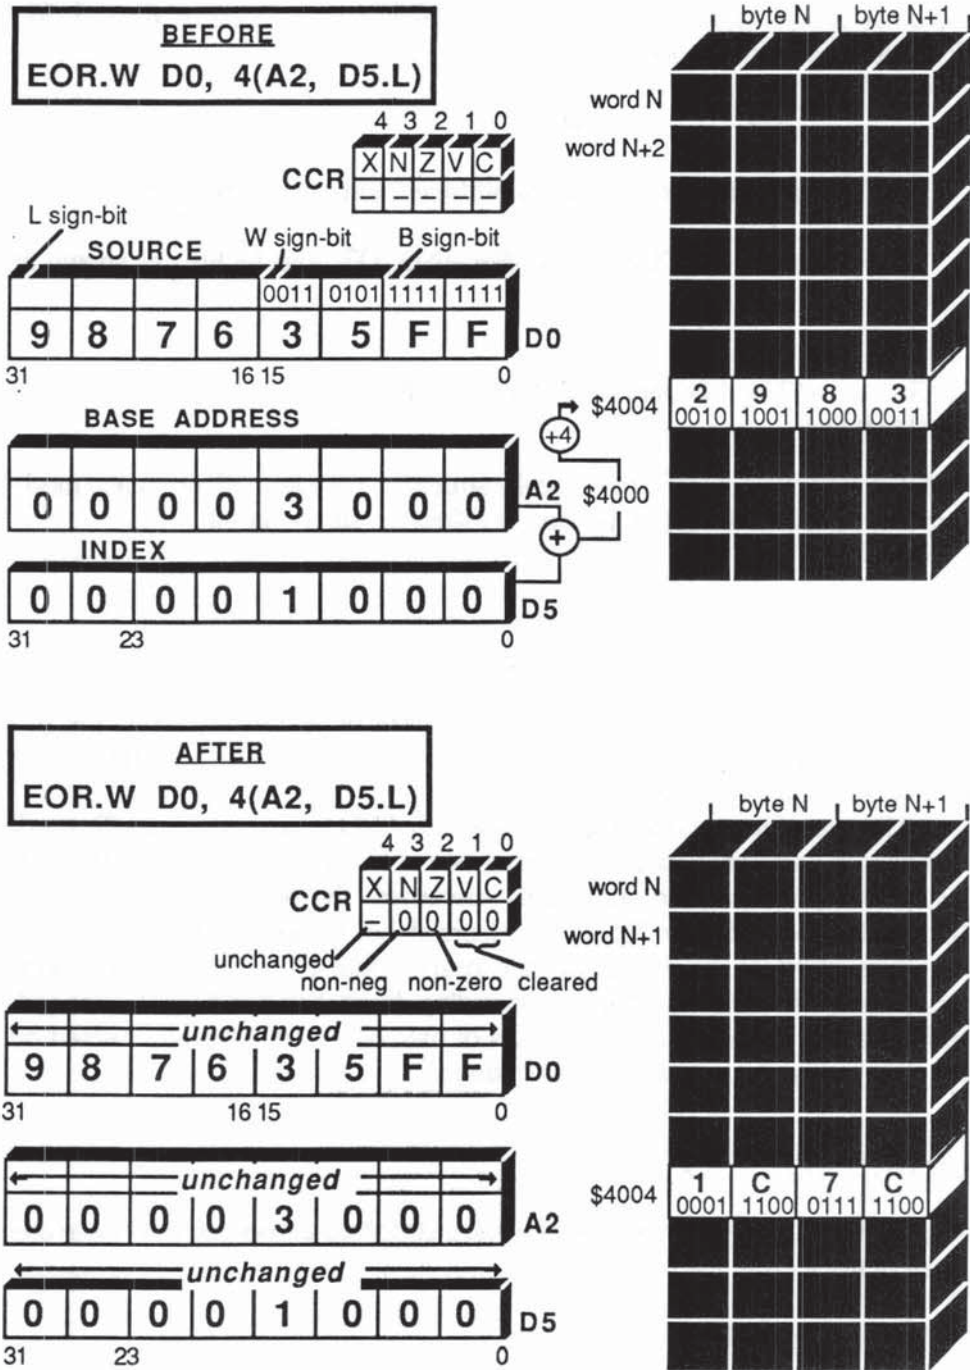 BEFORE
EOR.W D0, 4(A2, D5.L)
byte N byte N+1
word N
word N+2
4 3 2 1 0
X N Z V C
CCR
– – – – –
L sign-bit
SOURCE
W sign-bit
B sign-bit
0011 0101 1111 1111
9 8 7 6 3 5 F F
D0
31 16 15 0
$4004
2 9 8 3
0010 1001 1000 0011
+4
BASE ADDRESS
0 0 0 0 3 0 0 0
A2
$4000
+
INDEX
0 0 0 0 1 0 0 0
D5
31 23 0
AFTER
EOR.W D0, 4(A2, D5.L)
byte N byte N+1
word N
word N+1
4 3 2 1 0
X N Z V C
CCR
– 0 0 0 0
unchanged
non-neg non-zero cleared
unchanged
9 8 7 6 3 5 F F
D0
31 16 15 0
unchanged
0 0 0 0 3 0 0 0
A2
$4004
1 C 7 C
0001 1100 0111 1100
unchanged
0 0 0 0 1 0 0 0
D5
31 23 0